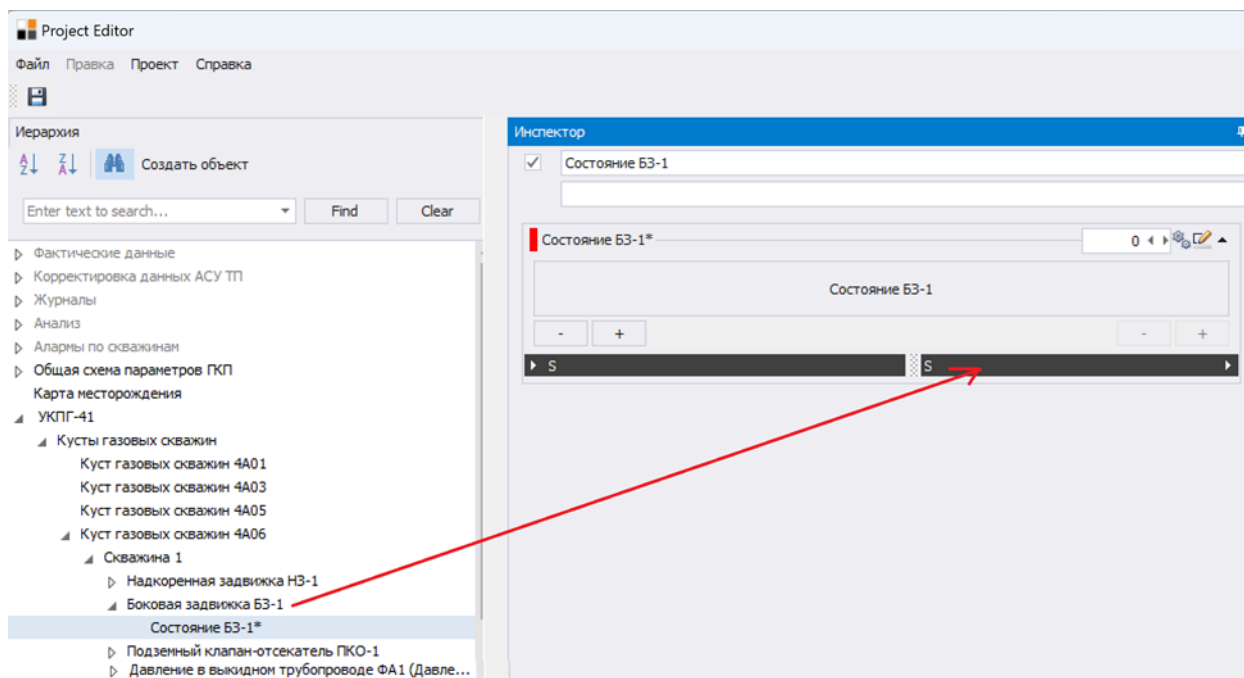 Project Editor
Файл Правка Проект Справка
Иерархия
Создать объект
Enter text to search...
Find
Clear
Фактические данные
Корректировка данных АСУ ТП
Журналы
Анализ
Алармы по скважинам
Общая схема параметров ГКП
Карта месторождения
УКПГ-41
Кусты газовых скважин
Куст газовых скважин 4А01
Куст газовых скважин 4А03
Куст газовых скважин 4А05
Куст газовых скважин 4А06
Скважина 1
Надкоренная задвижка НЗ-1
Боковая задвижка БЗ-1
Состояние БЗ-1*
Подземный клапан-отсекатель ПКО-1
Давление в выкидном трубопроводе ФА1 (Давле...
Инспектор
Состояние БЗ-1
Состояние БЗ-1*
0
Состояние БЗ-1
- + - +
S S